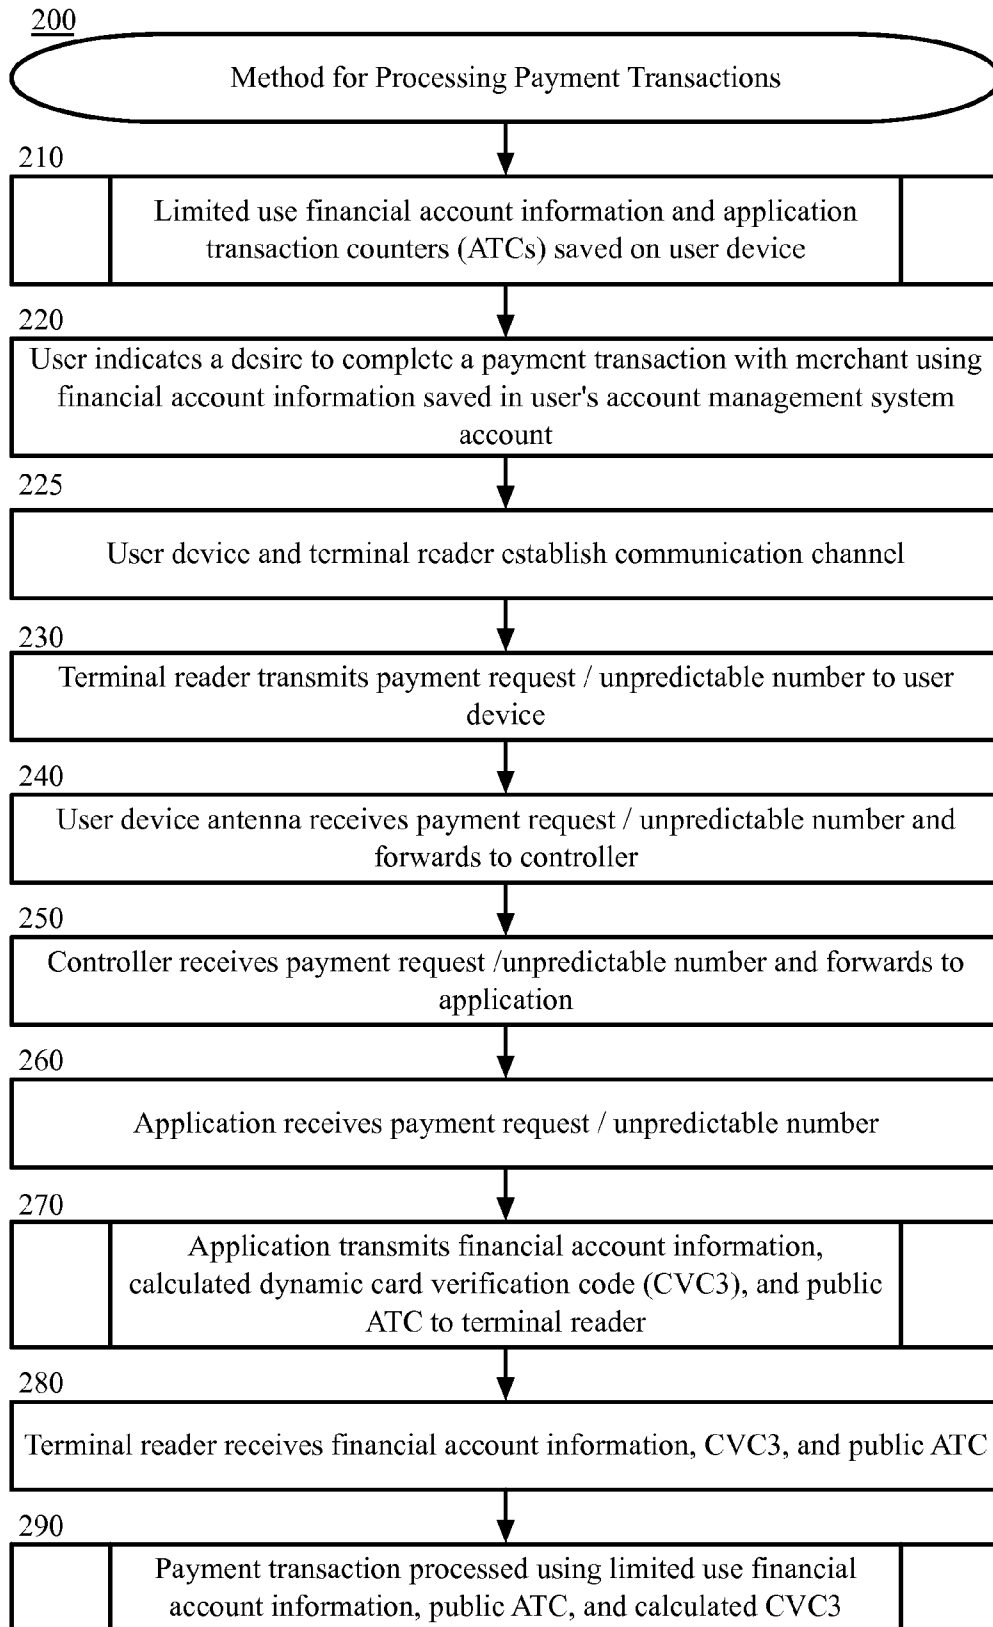 200
Method for Processing Payment Transactions
210
Limited use financial account information and application
transaction counters (ATCs) saved on user device
220
User indicates a desire to complete a payment transaction with merchant using
financial account information saved in user's account management system
account
225
User device and terminal reader establish communication channel
230
Terminal reader transmits payment request / unpredictable number to user
device
240
User device antenna receives payment request / unpredictable number and
forwards to controller
250
Controller receives payment request /unpredictable number and forwards to
application
260
Application receives payment request / unpredictable number
270
Application transmits financial account information,
calculated dynamic card verification code (CVC3), and public
ATC to terminal reader
280
Terminal reader receives financial account information, CVC3, and public ATC
290
Payment transaction processed using limited use financial
account information, public ATC, and calculated CVC3